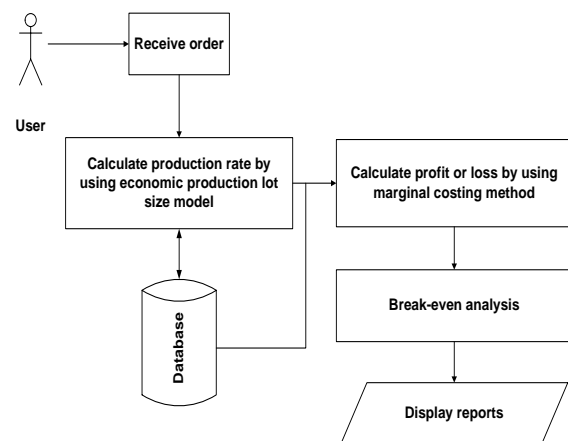 Receive order
User
Calculate production rate by
using economic production lot
size model
Calculate profit or loss by using
marginal costing method
Database
Break-even analysis
Display reports